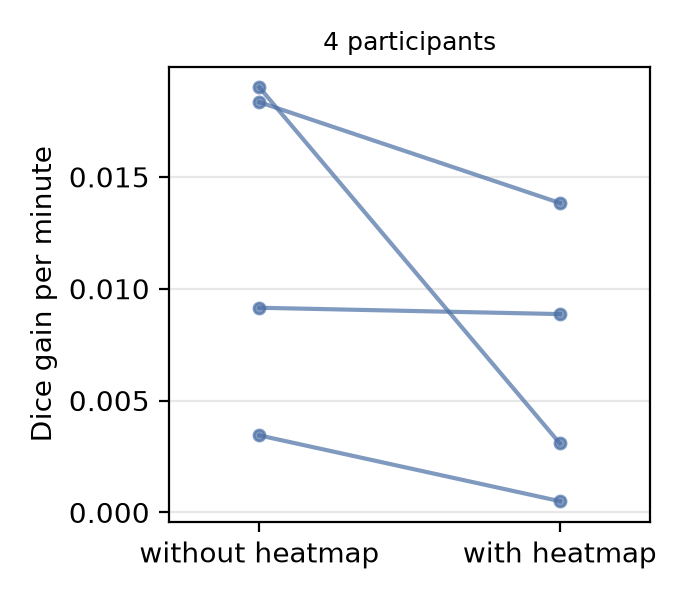 4 participants
Dice gain per minute
0.015
0.010
0.005
0.000
without heatmap
with heatmap